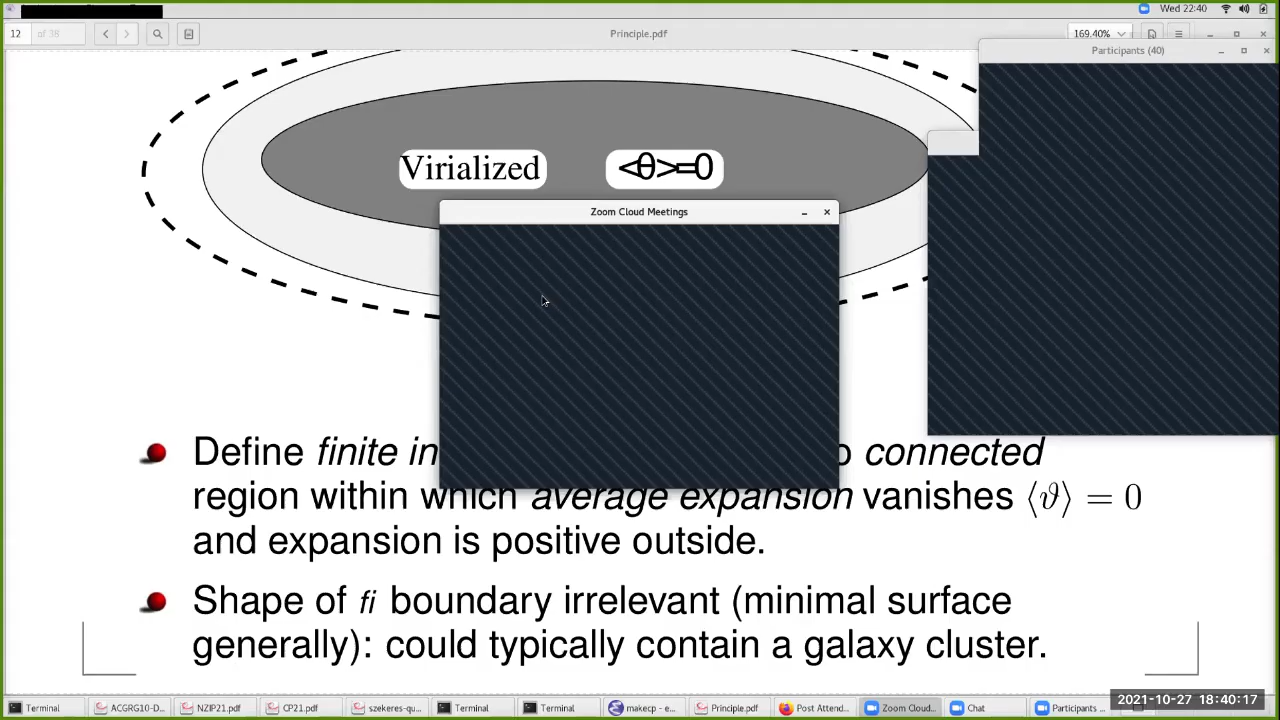 Wed 22:40
12 of 38
Principle.pdf
169.40%
Participants (40)
Virialized
<θ>=0
Zoom Cloud Meetings
Define finite in
o connected
region within which average expansion vanishes ⟨ϑ⟩ = 0
and expansion is positive outside.
Shape of fi boundary irrelevant (minimal surface
generally): could typically contain a galaxy cluster.
2021-10-27 18:40:17
Terminal
ACGRG10-D...
NZIP21.pdf
CP21.pdf
szekeres-qu...
Terminal
Terminal
makecp - e...
Principle.pdf
Post Attend...
Zoom Cloud...
Chat
Participants ...